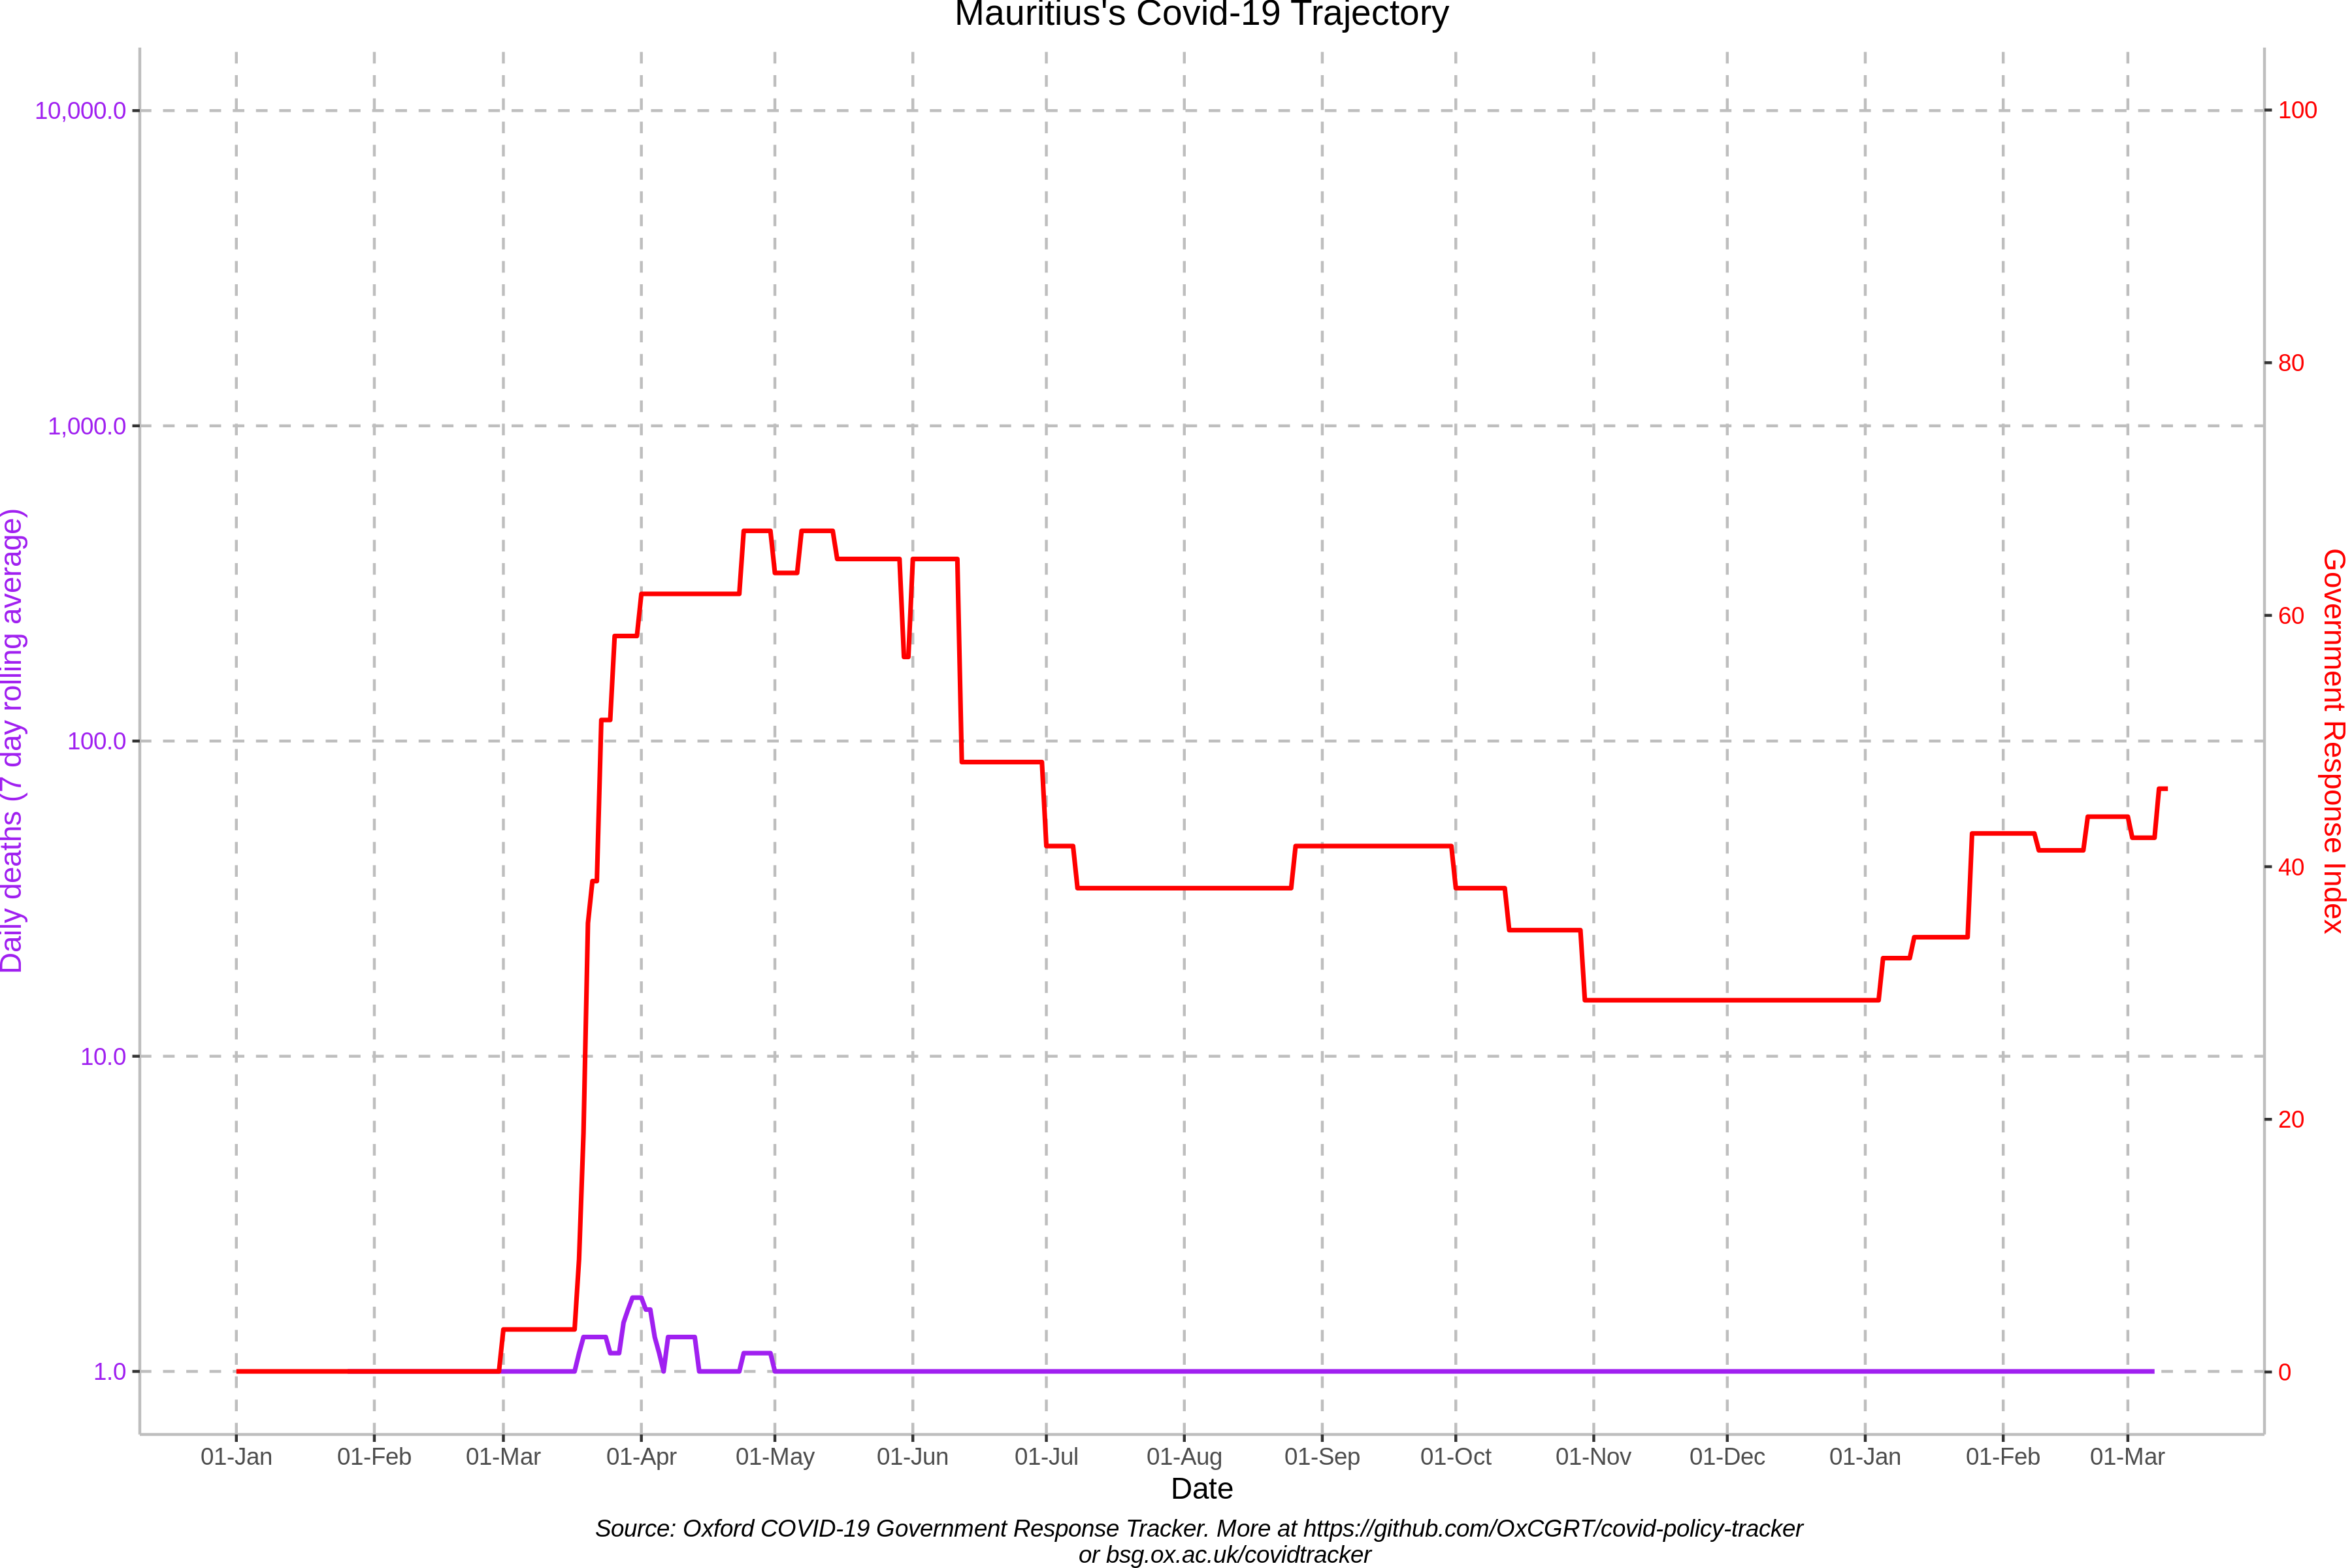 Mauritius's Covid-19 Trajectory
10,000.0
1,000.0
100.0
10.0
1.0
Daily deaths (7 day rolling average)
100
80
60
40
20
0
Government Response Index
01-Jan 01-Feb 01-Mar 01-Apr 01-May 01-Jun 01-Jul 01-Aug 01-Sep 01-Oct 01-Nov 01-Dec 01-Jan 01-Feb 01-Mar
Date
Source: Oxford COVID-19 Government Response Tracker. More at https://github.com/OxCGRT/covid-policy-tracker
or bsg.ox.ac.uk/covidtracker